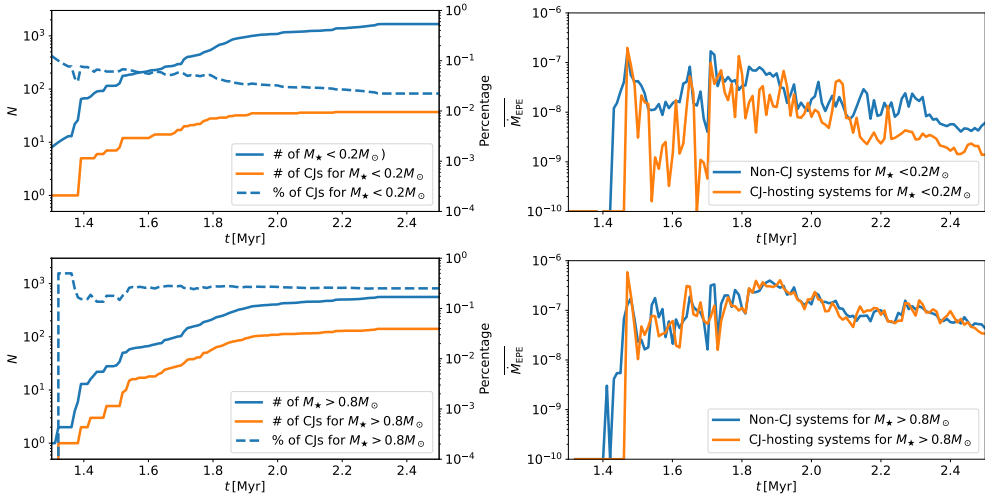 10^3
10^2
10^1
10^0
N
1.4 1.6 1.8 2.0 2.2 2.4
t [Myr]
10^0
10^-1
10^-2
10^-3
10^-4
Percentage
# of M★ < 0.2M⊙)
# of CJs for M★ < 0.2M⊙
% of CJs for M★ < 0.2M⊙
10^-6
10^-7
10^-8
10^-9
10^-10
Ṁ_EPE
1.4 1.6 1.8 2.0 2.2 2.4
t [Myr]
Non-CJ systems for M★ <0.2M⊙
CJ-hosting systems for M★ <0.2M⊙
10^3
10^2
10^1
10^0
N
1.4 1.6 1.8 2.0 2.2 2.4
t [Myr]
10^0
10^-1
10^-2
10^-3
10^-4
Percentage
# of M★ > 0.8M⊙
# of CJs for M★ > 0.8M⊙
% of CJs for M★ > 0.8M⊙
10^-6
10^-7
10^-8
10^-9
10^-10
Ṁ_EPE
1.4 1.6 1.8 2.0 2.2 2.4
t [Myr]
Non-CJ systems for M★ >0.8M⊙
CJ-hosting systems for M★ >0.8M⊙